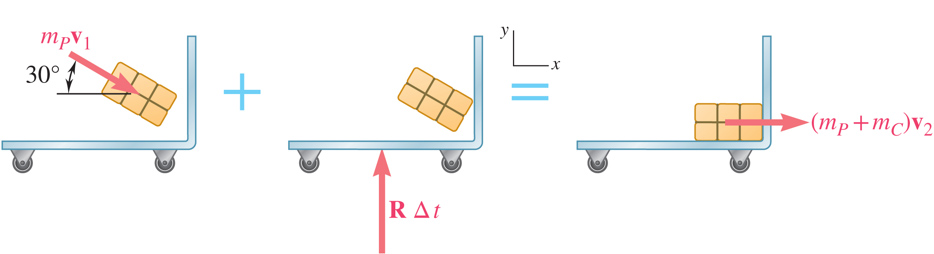 m_P v_1
30°
+
R Δt
y
x
=
(m_P + m_C)v_2